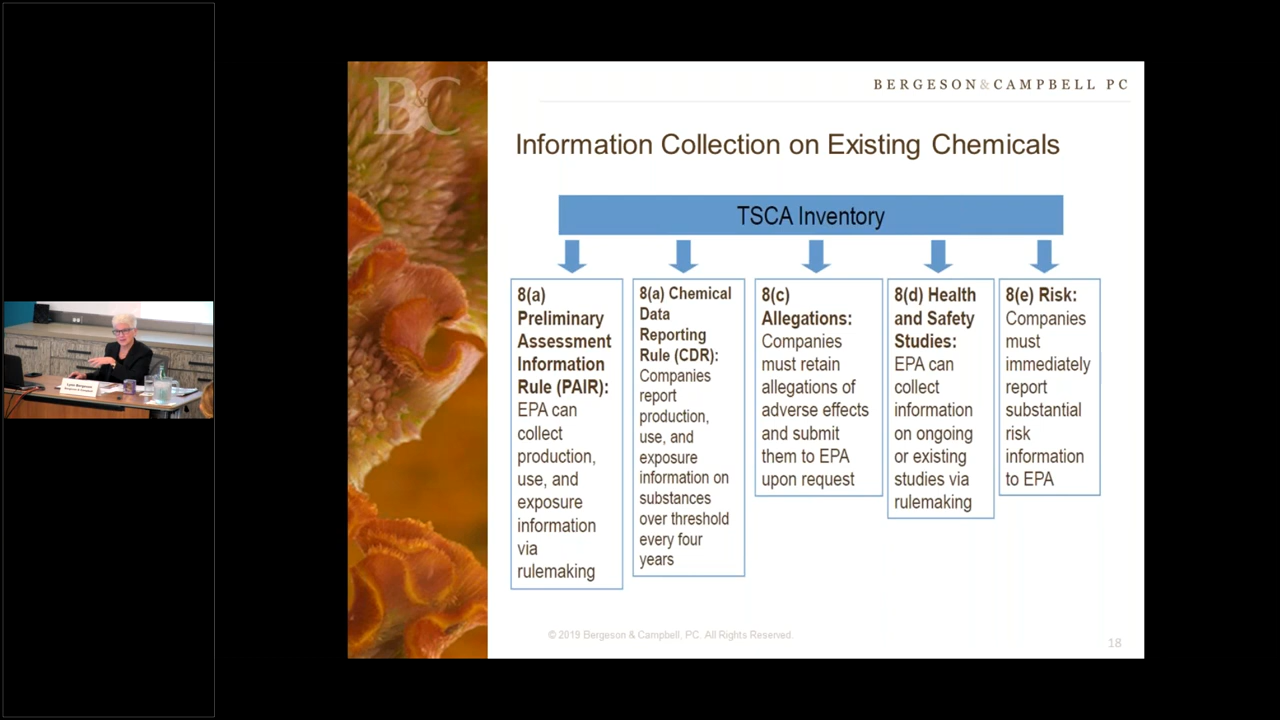 B&C
BERGESON&CAMPBELL PC
Information Collection on Existing Chemicals
TSCA Inventory
8(a)
Preliminary
Assessment
Information
Rule (PAIR):
EPA can
collect
production,
use, and
exposure
information
via
rulemaking
8(a) Chemical
Data
Reporting
Rule (CDR):
Companies
report
production,
use, and
exposure
information on
substances
over threshold
every four
years
8(c)
Allegations:
Companies
must retain
allegations of
adverse effects
and submit
them to EPA
upon request
8(d) Health
and Safety
Studies:
EPA can
collect
information
on ongoing
or existing
studies via
rulemaking
8(e) Risk:
Companies
must
immediately
report
substantial
risk
information
to EPA
© 2019 Bergeson & Campbell, PC. All Rights Reserved.
18
Lynn Bergeson
Bergeson & Campbell